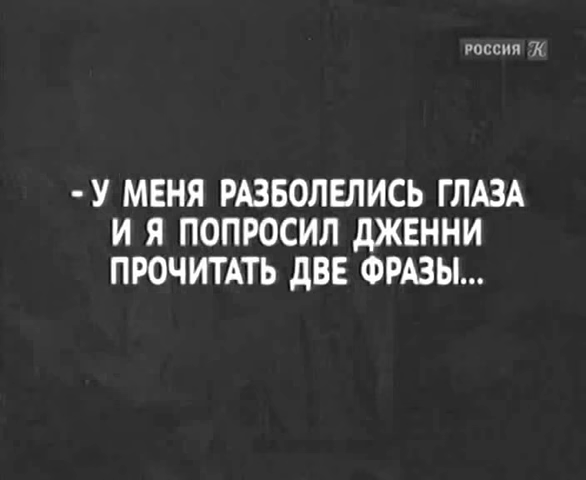 РОССИЯ К
- У МЕНЯ РАЗБОЛЕЛИСЬ ГЛАЗА
И Я ПОПРОСИЛ ДЖЕННИ
ПРОЧИТАТЬ ДВЕ ФРАЗЫ...